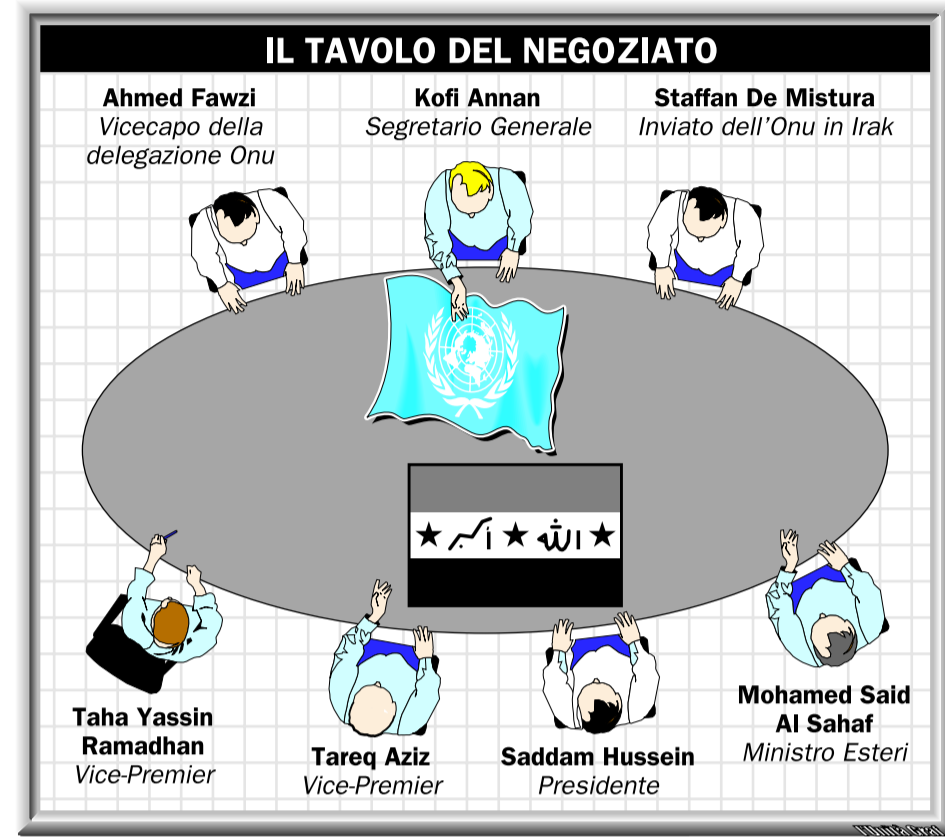 IL TAVOLO DEL NEGOZIATO
Ahmed Fawzi
Vicecapo della
delegazione Onu
Kofi Annan
Segretario Generale
Staffan De Mistura
Inviato dell'Onu in Irak
★ الله ★ أكبر ★
Taha Yassin
Ramadhan
Vice-Premier
Tareq Aziz
Vice-Premier
Saddam Hussein
Presidente
Mohamed Said
Al Sahaf
Ministro Esteri